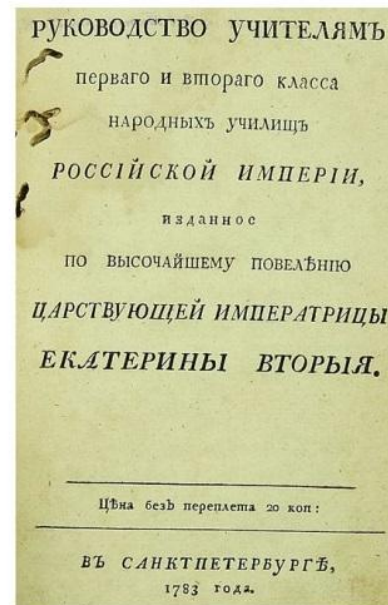 РУКОВОДСТВО УЧИТЕЛЯМЪ
перваго и втораго класса
НАРОДНЫХЪ УЧИЛИЩЪ
РОССІЙСКОЙ ИМПЕРІИ,
изданное
ПО ВЫСОЧАЙШЕМУ ПОВЕЛѢНІЮ
ЦАРСТВУЮЩЕЙ ИМПЕРАТРИЦЫ
ЕКАТЕРИНЫ ВТОРЫЯ.
Цѣна безЪ переплета 20 коп:
ВЪ САНКТПЕТЕРБУРГѢ,
1783 года.